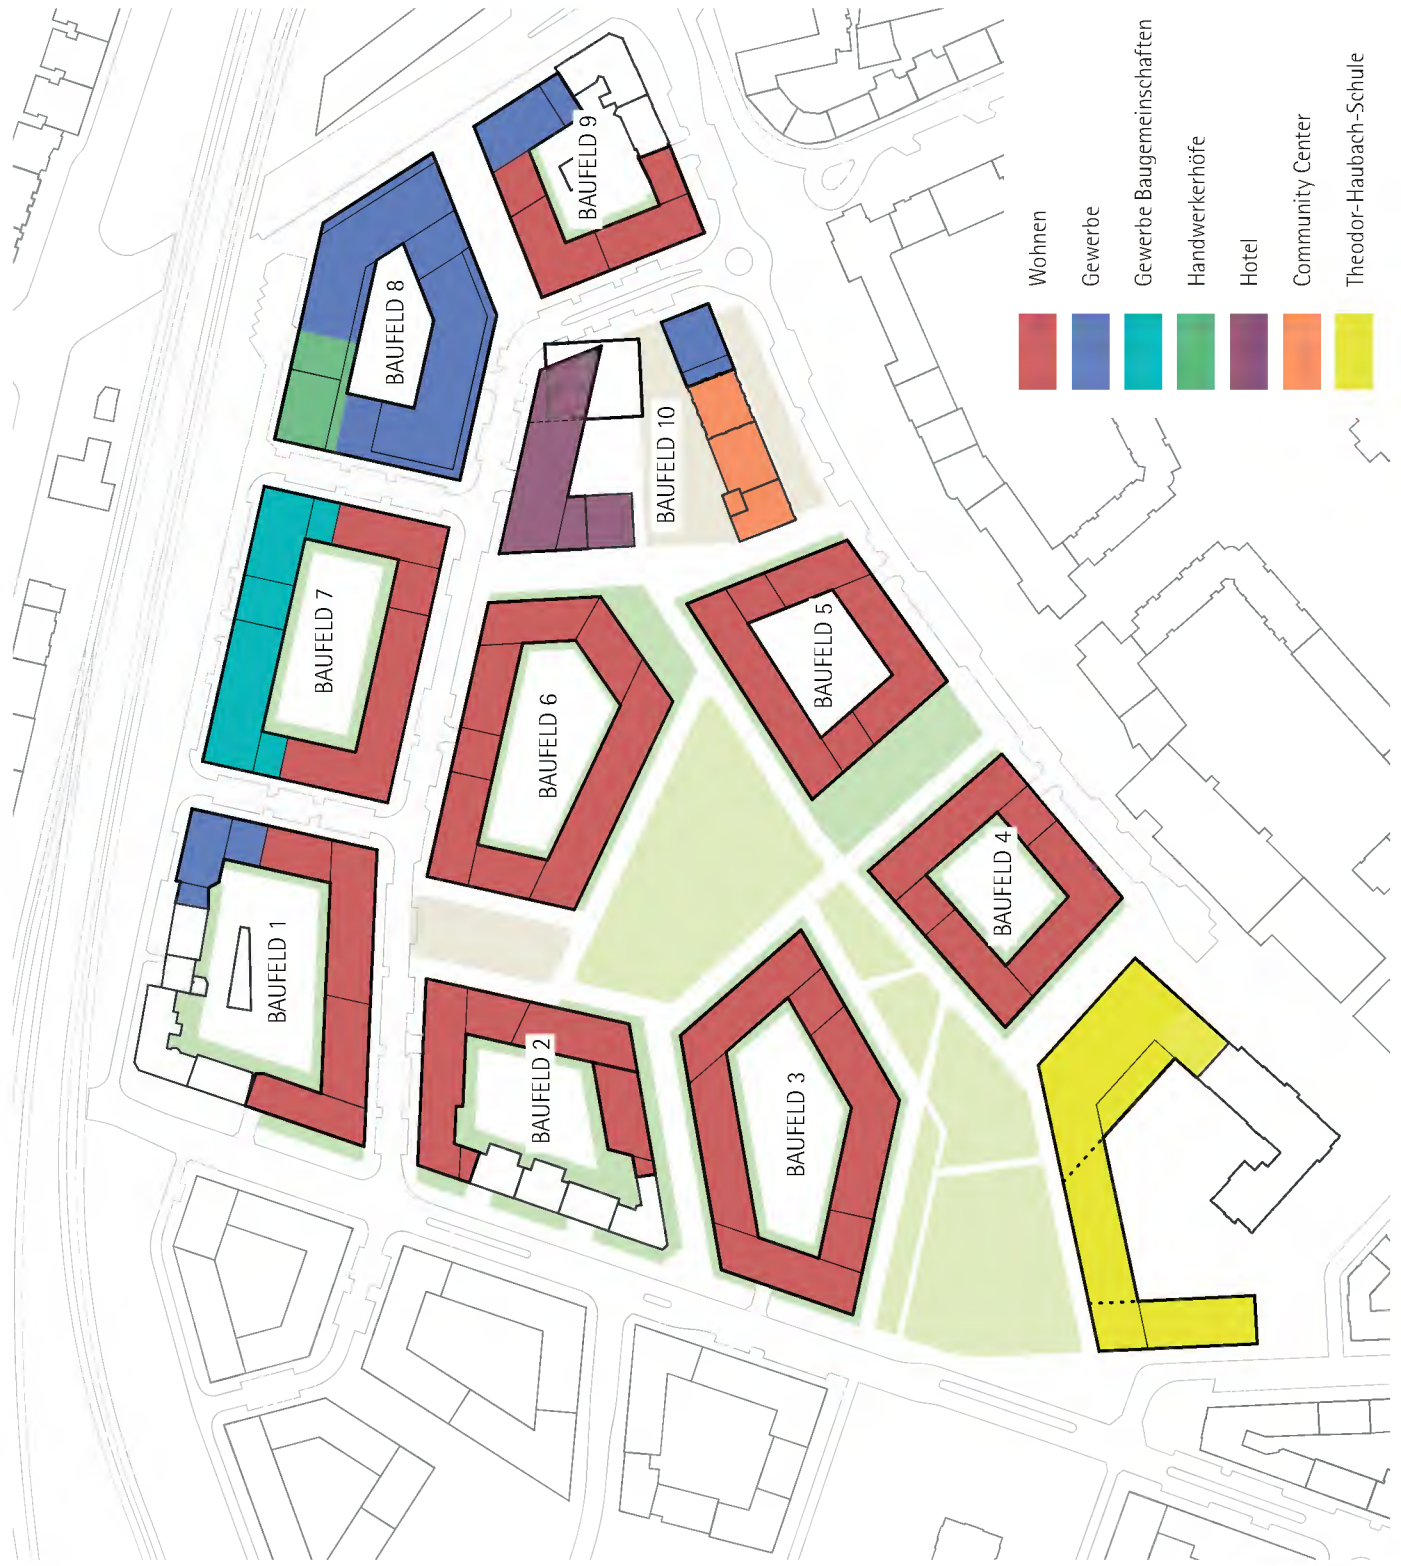 BAUFELD 1
BAUFELD 2
BAUFELD 3
BAUFELD 4
BAUFELD 5
BAUFELD 6
BAUFELD 7
BAUFELD 8
BAUFELD 9
BAUFELD 10
Wohnen
Gewerbe
Gewerbe Baugemeinschaften
Handwerkerhöfe
Hotel
Community Center
Theodor-Haubach-Schule